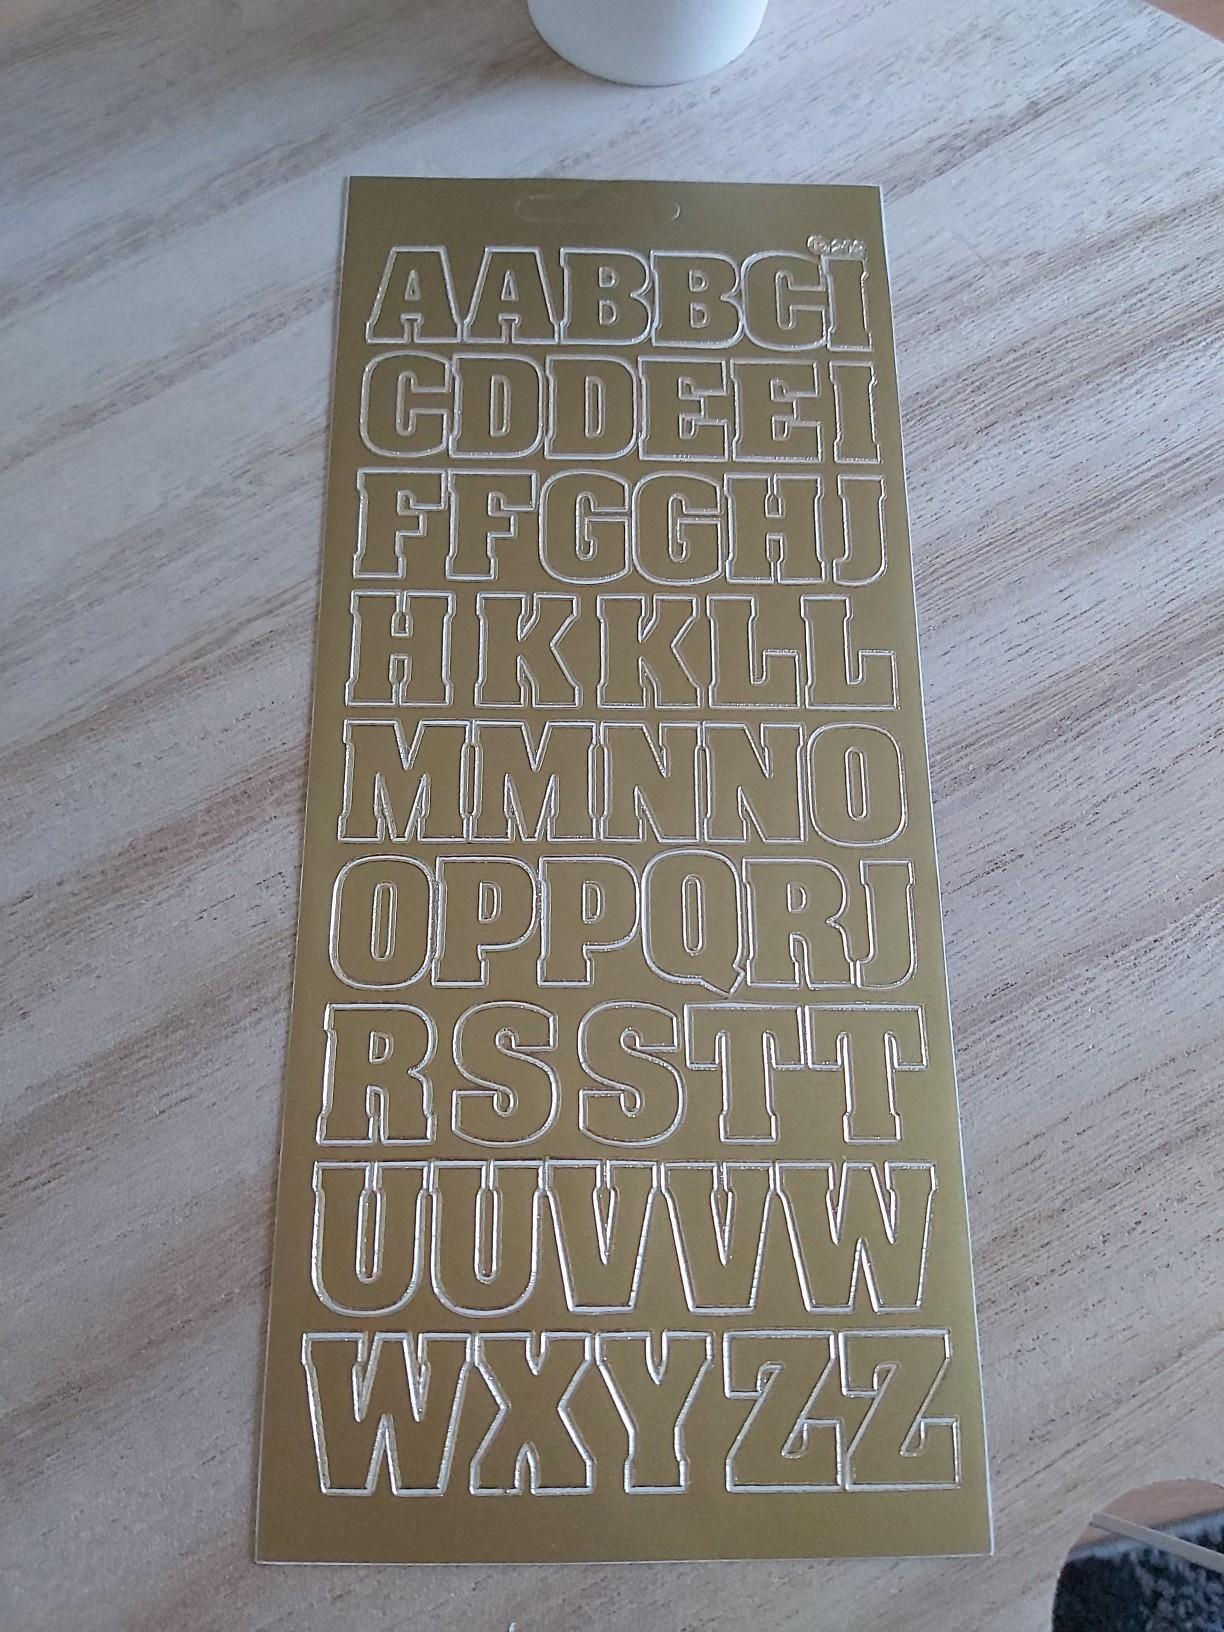 AABBCI
CDDEEI
FFGGHJ
HKKLL
MMNNO
OPPQRJ
RSSTT
UUVVW
WXYZZ